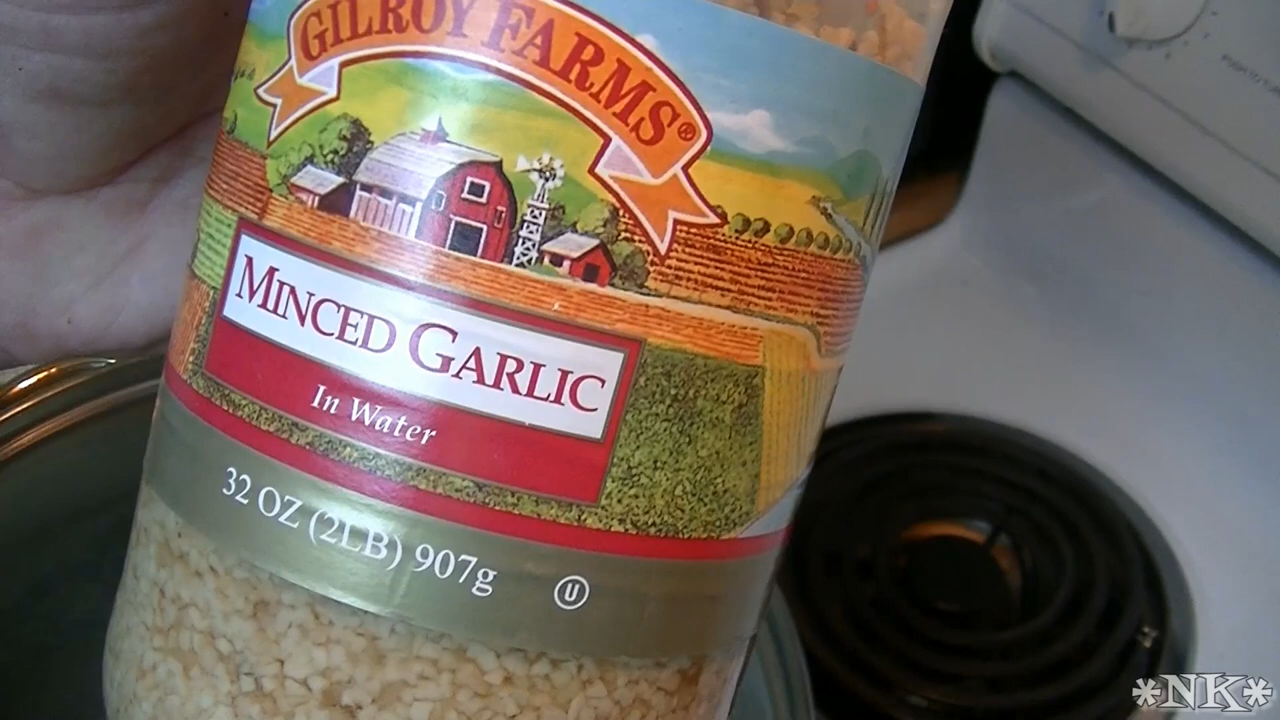 GILROY FARMS®
MINCED GARLIC
In Water
32 OZ (2LB) 907g
U
*NK*